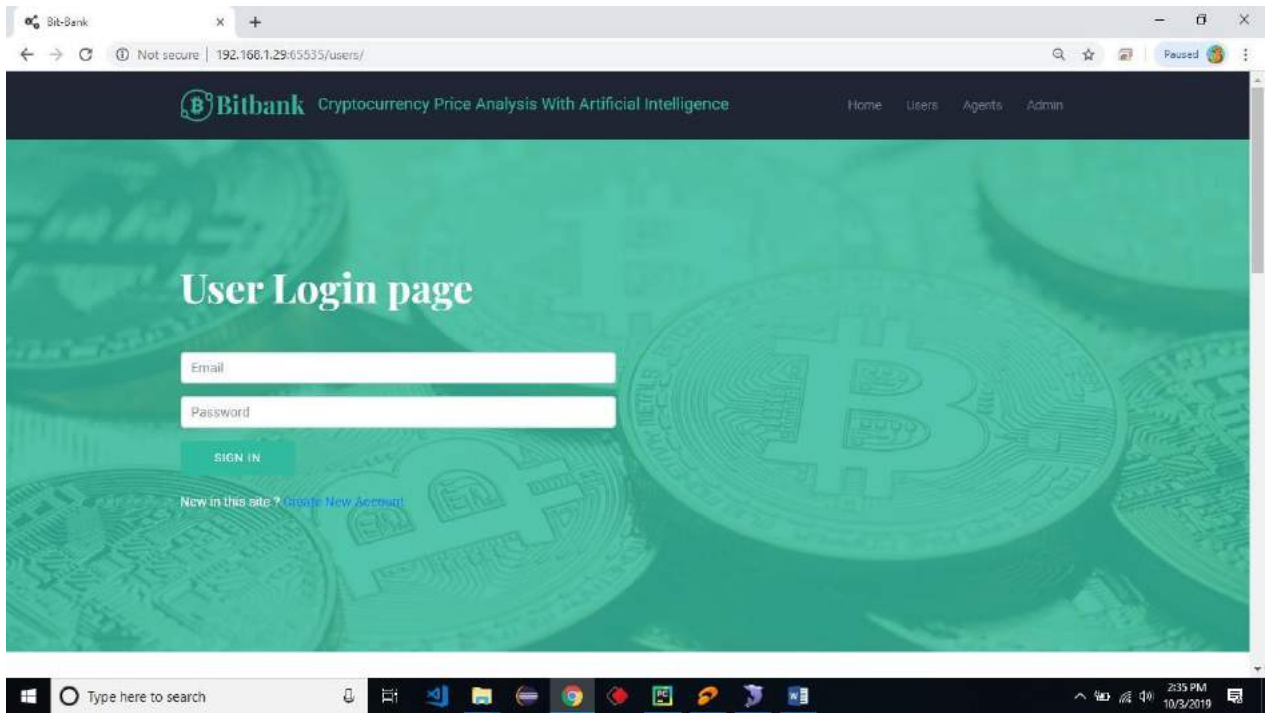 Bit-Bank
Not secure | 192.168.1.29:65535/users/
Paused
Bitbank Cryptocurrency Price Analysis With Artificial Intelligence
Home Users Agents Admin
User Login page
Email
Password
SIGN IN
New in this site ? Create New Account
Type here to search
2:35 PM
10/3/2019